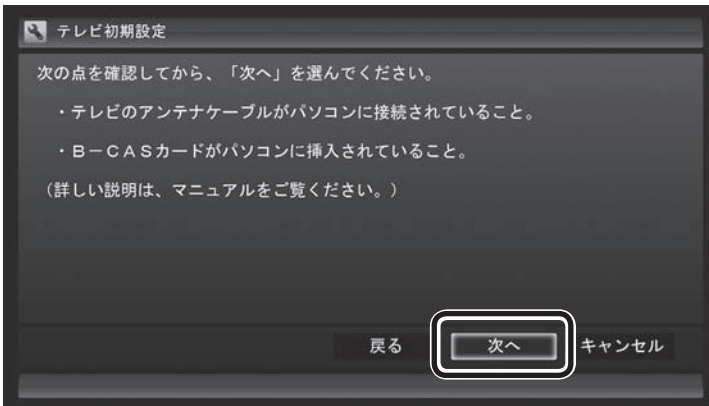 テレビ初期設定
次の点を確認してから、「次へ」を選んでください。
・テレビのアンテナケーブルがパソコンに接続されていること。
・B－CASカードがパソコンに挿入されていること。
（詳しい説明は、マニュアルをご覧ください。）
戻る 次へ キャンセル